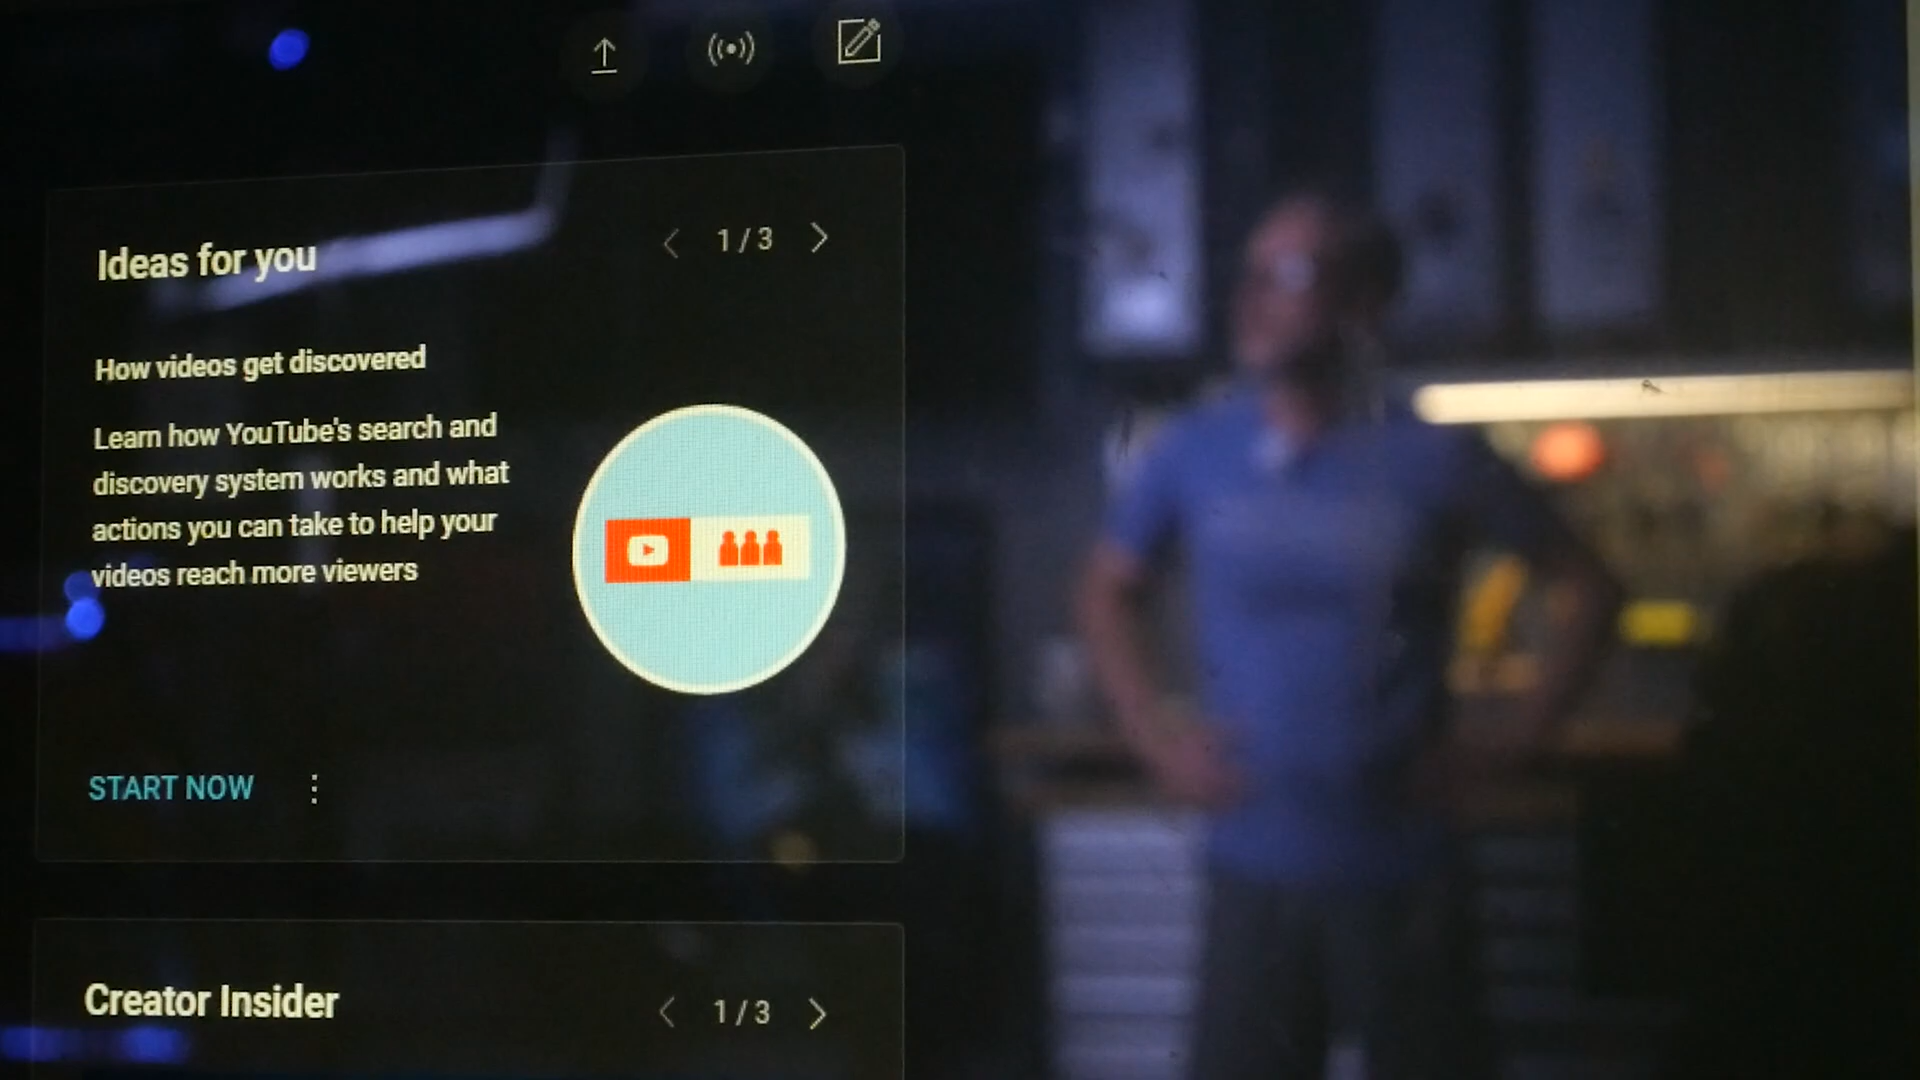 Ideas for you
1 / 3
How videos get discovered
Learn how YouTube's search and
discovery system works and what
actions you can take to help your
videos reach more viewers
START NOW
Creator Insider
1 / 3